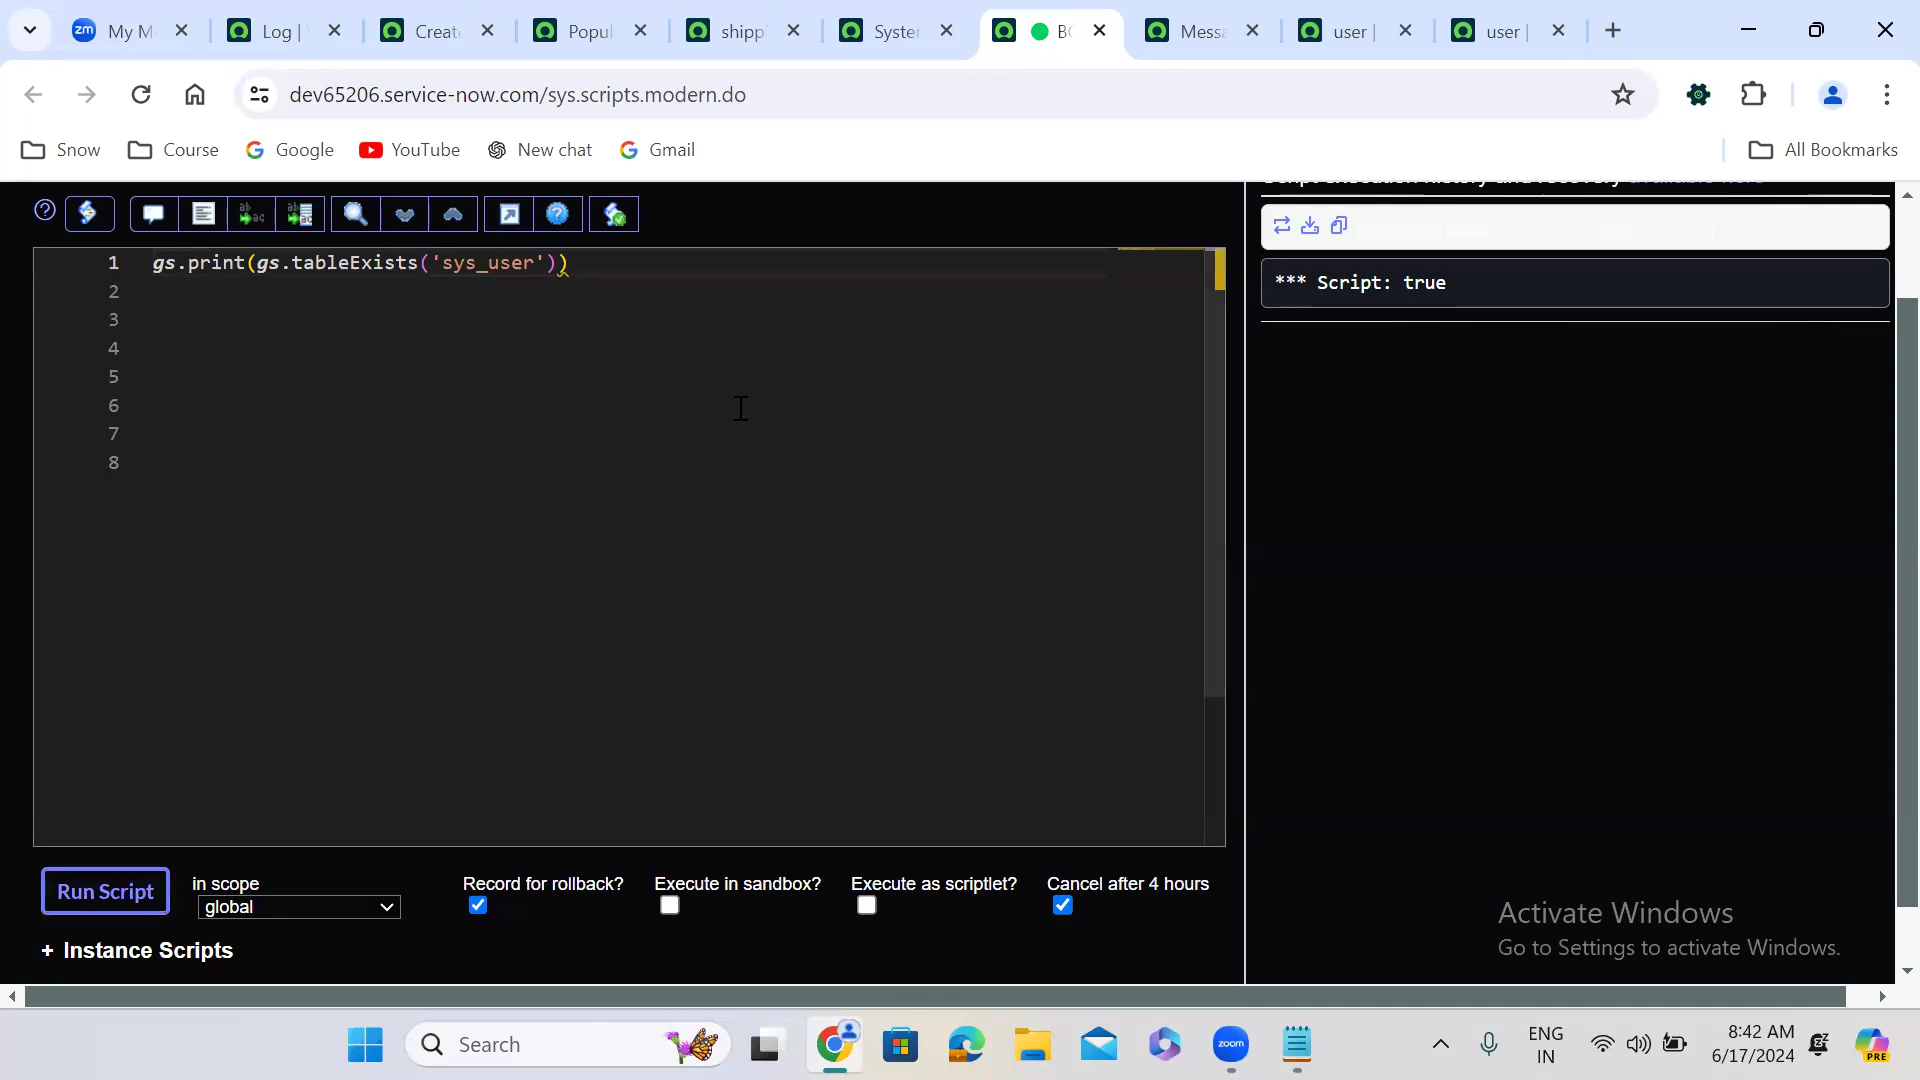 zm My M
Log |
Creat
Popul
shipp
Syster
BG
Messa
user |
user |
dev65206.service-now.com/sys.scripts.modern.do
Snow
Course
Google
YouTube
New chat
Gmail
All Bookmarks
1 gs.print(gs.tableExists('sys_user'))
2
3
4
5
6
7
8
*** Script: true
Run Script
in scope
global
Record for rollback?
Execute in sandbox?
Execute as scriptlet?
Cancel after 4 hours
+ Instance Scripts
Activate Windows
Go to Settings to activate Windows.
Search
zoom
ENG
IN
8:42 AM
6/17/2024
PRE